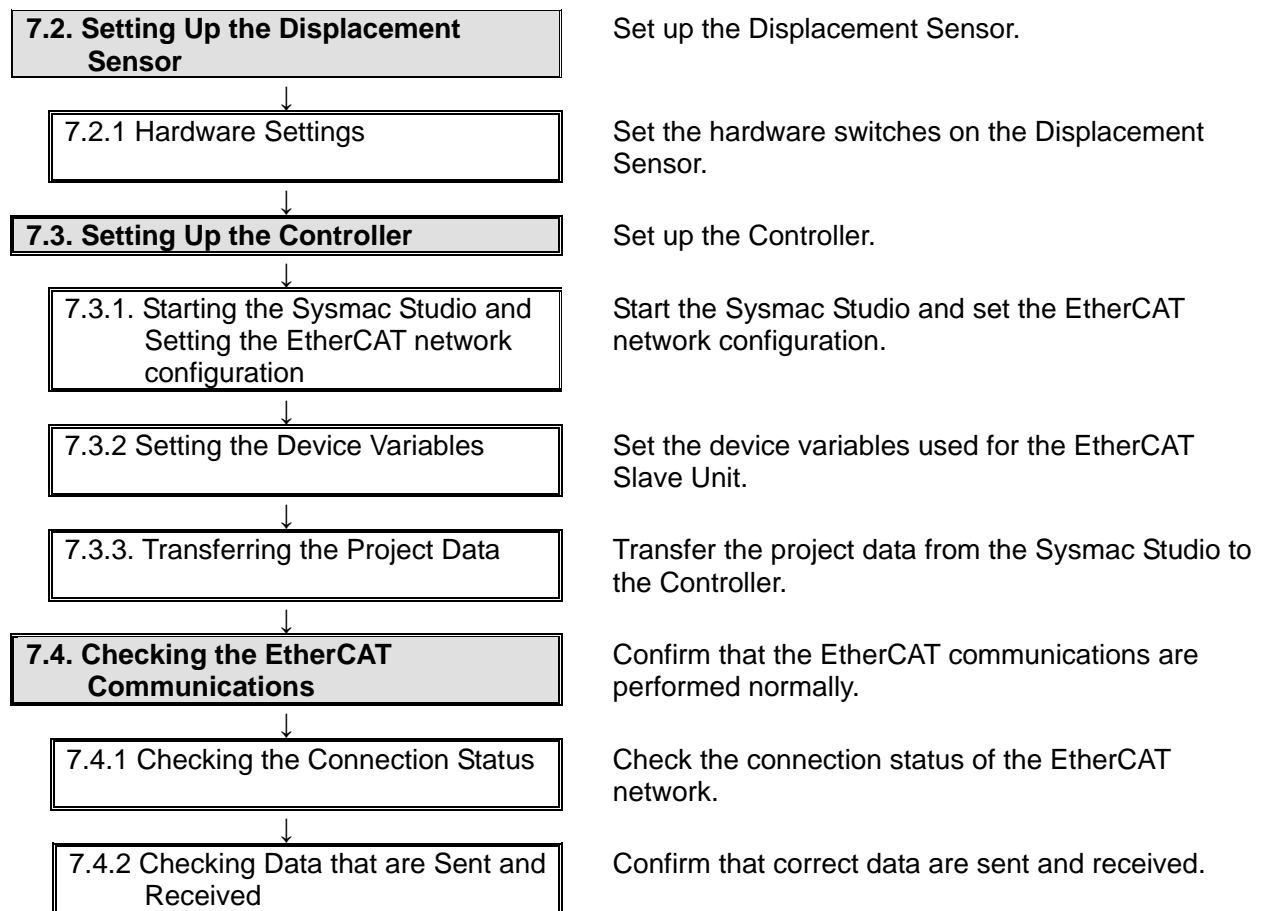 7.2. Setting Up the Displacement
Sensor
Set up the Displacement Sensor.
↓
7.2.1 Hardware Settings
Set the hardware switches on the Displacement
Sensor.
↓
7.3. Setting Up the Controller
Set up the Controller.
↓
7.3.1. Starting the Sysmac Studio and
Setting the EtherCAT network
configuration
Start the Sysmac Studio and set the EtherCAT
network configuration.
↓
7.3.2 Setting the Device Variables
Set the device variables used for the EtherCAT
Slave Unit.
↓
7.3.3. Transferring the Project Data
Transfer the project data from the Sysmac Studio to
the Controller.
↓
7.4. Checking the EtherCAT
Communications
Confirm that the EtherCAT communications are
performed normally.
↓
7.4.1 Checking the Connection Status
Check the connection status of the EtherCAT
network.
↓
7.4.2 Checking Data that are Sent and
Received
Confirm that correct data are sent and received.